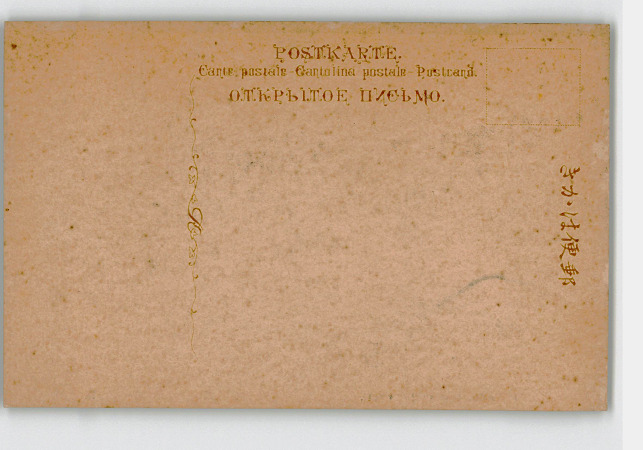 POSTKARTE.
Carte postale - Cartolina postale - Postcard.
ОТКРЫТОЕ ПИСЬМО.
きか・は便郵